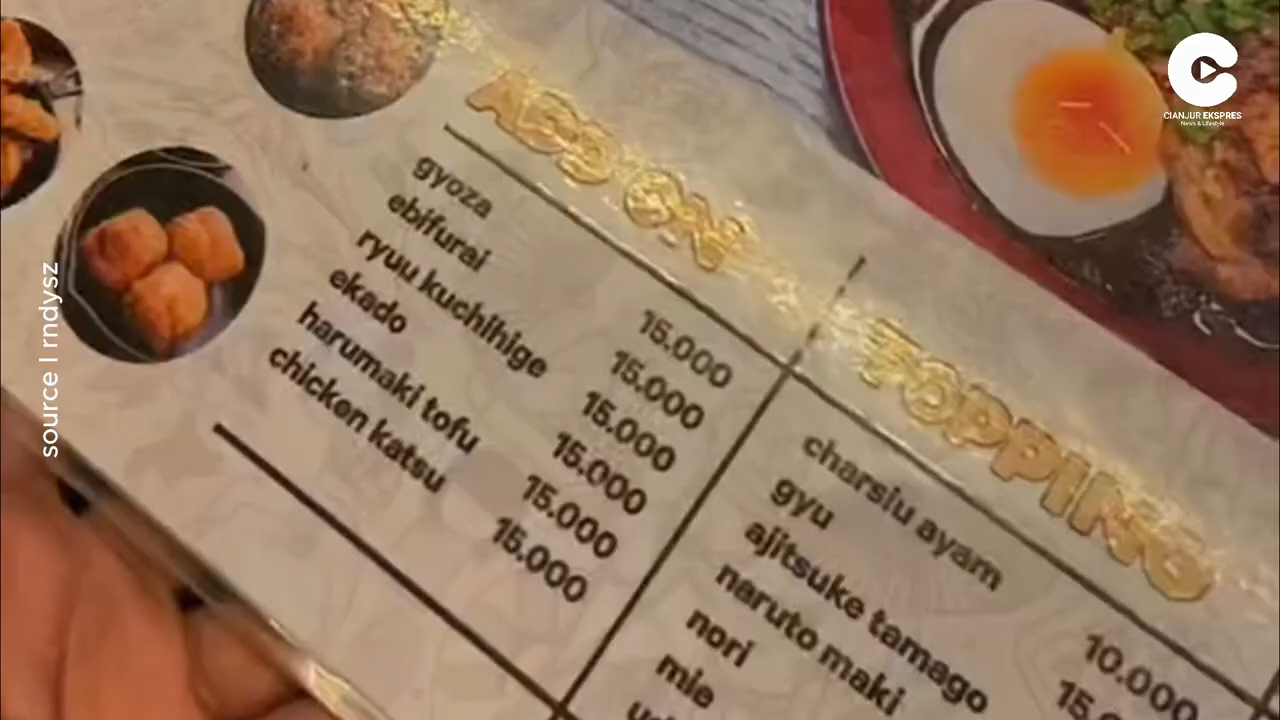 CIANJUR EKSPRES
News & Lifestyle
source I rndysz
ADD ON
gyoza 15.000
ebifurai 15.000
ryuu kuchihige 15.000
ekado 15.000
harumaki tofu 15.000
chicken katsu 15.000
TOPPING
charsiu ayam 10.000
gyu
ajitsuke tamago
naruto maki
nori
mie